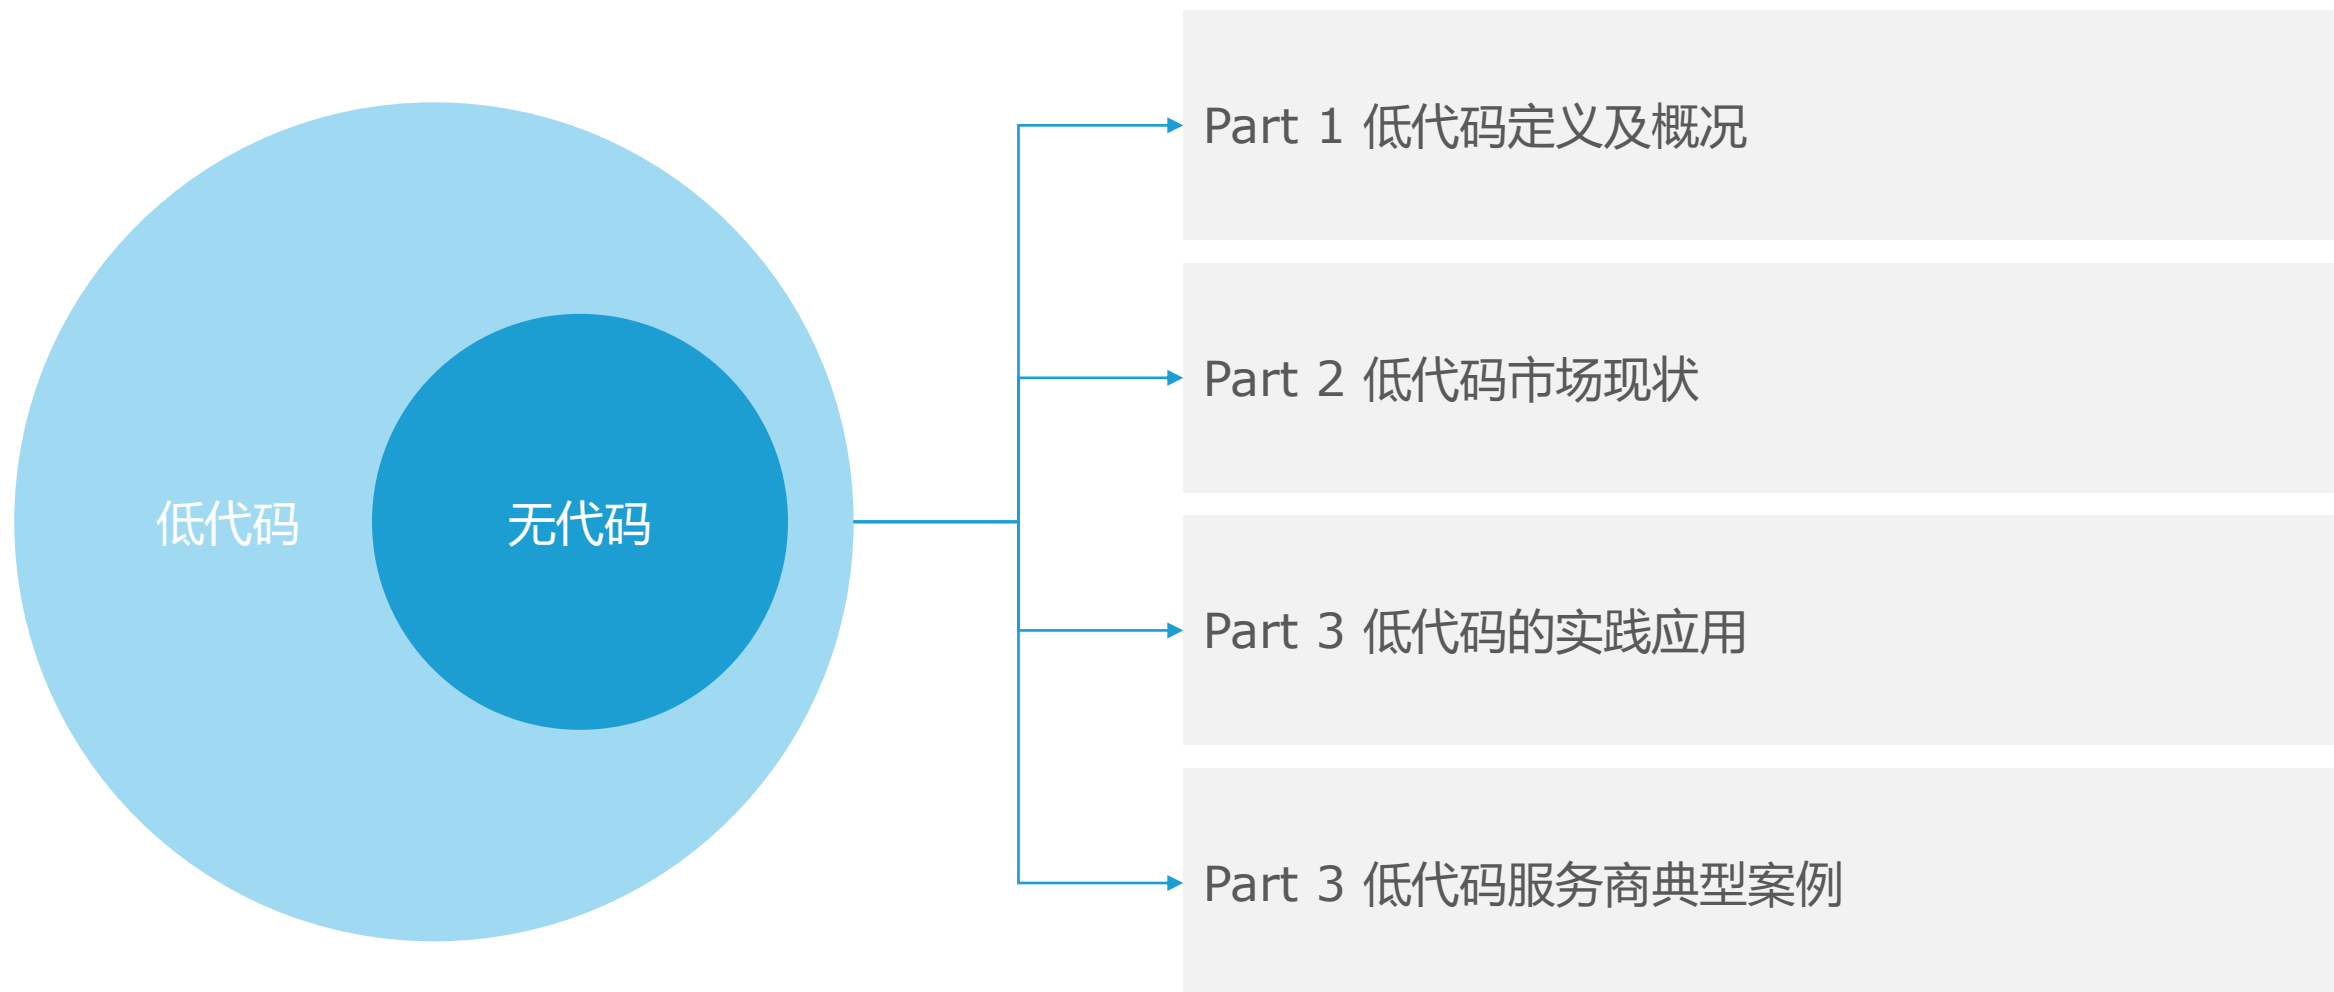 低代码
无代码
Part 1 低代码定义及概况
Part 2 低代码市场现状
Part 3 低代码的实践应用
Part 3 低代码服务商典型案例